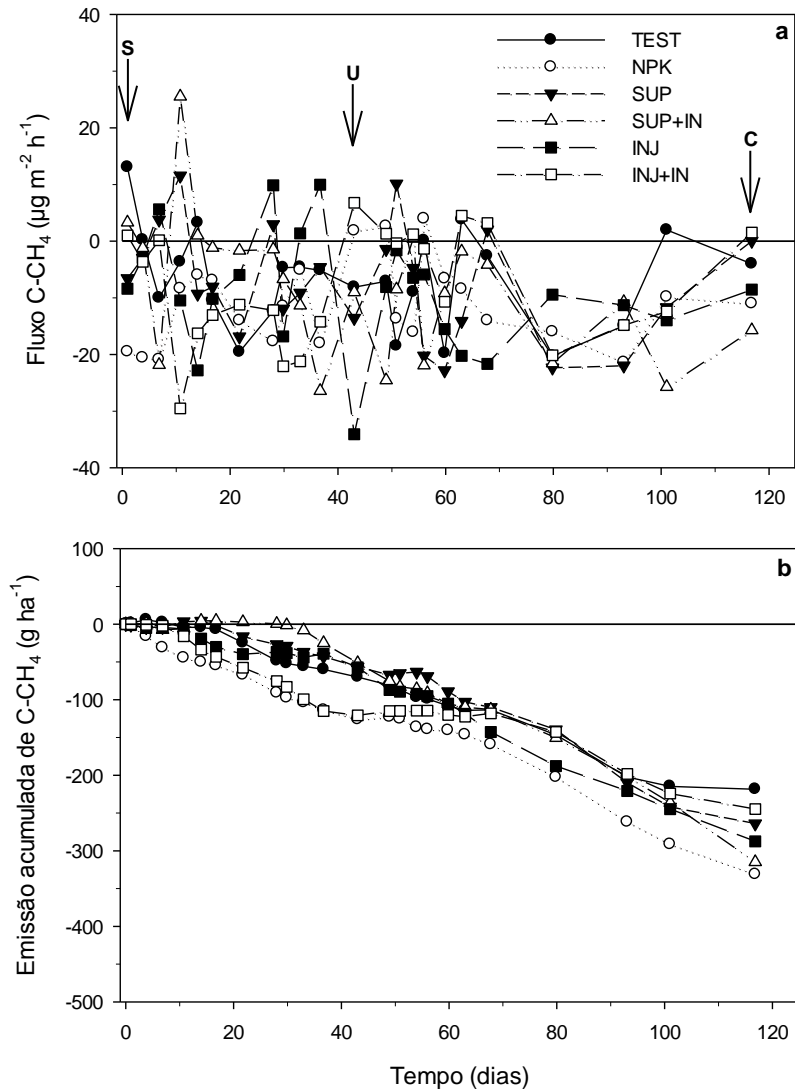 a
S
U
C
TEST
NPK
SUP
SUP+IN
INJ
INJ+IN
Fluxo C-CH₄ (µg m⁻² h⁻¹)
40
20
0
-20
-40
0 20 40 60 80 100 120
b
Emissão acumulada de C-CH₄ (g ha⁻¹)
100
0
-100
-200
-300
-400
-500
0 20 40 60 80 100 120
Tempo (dias)